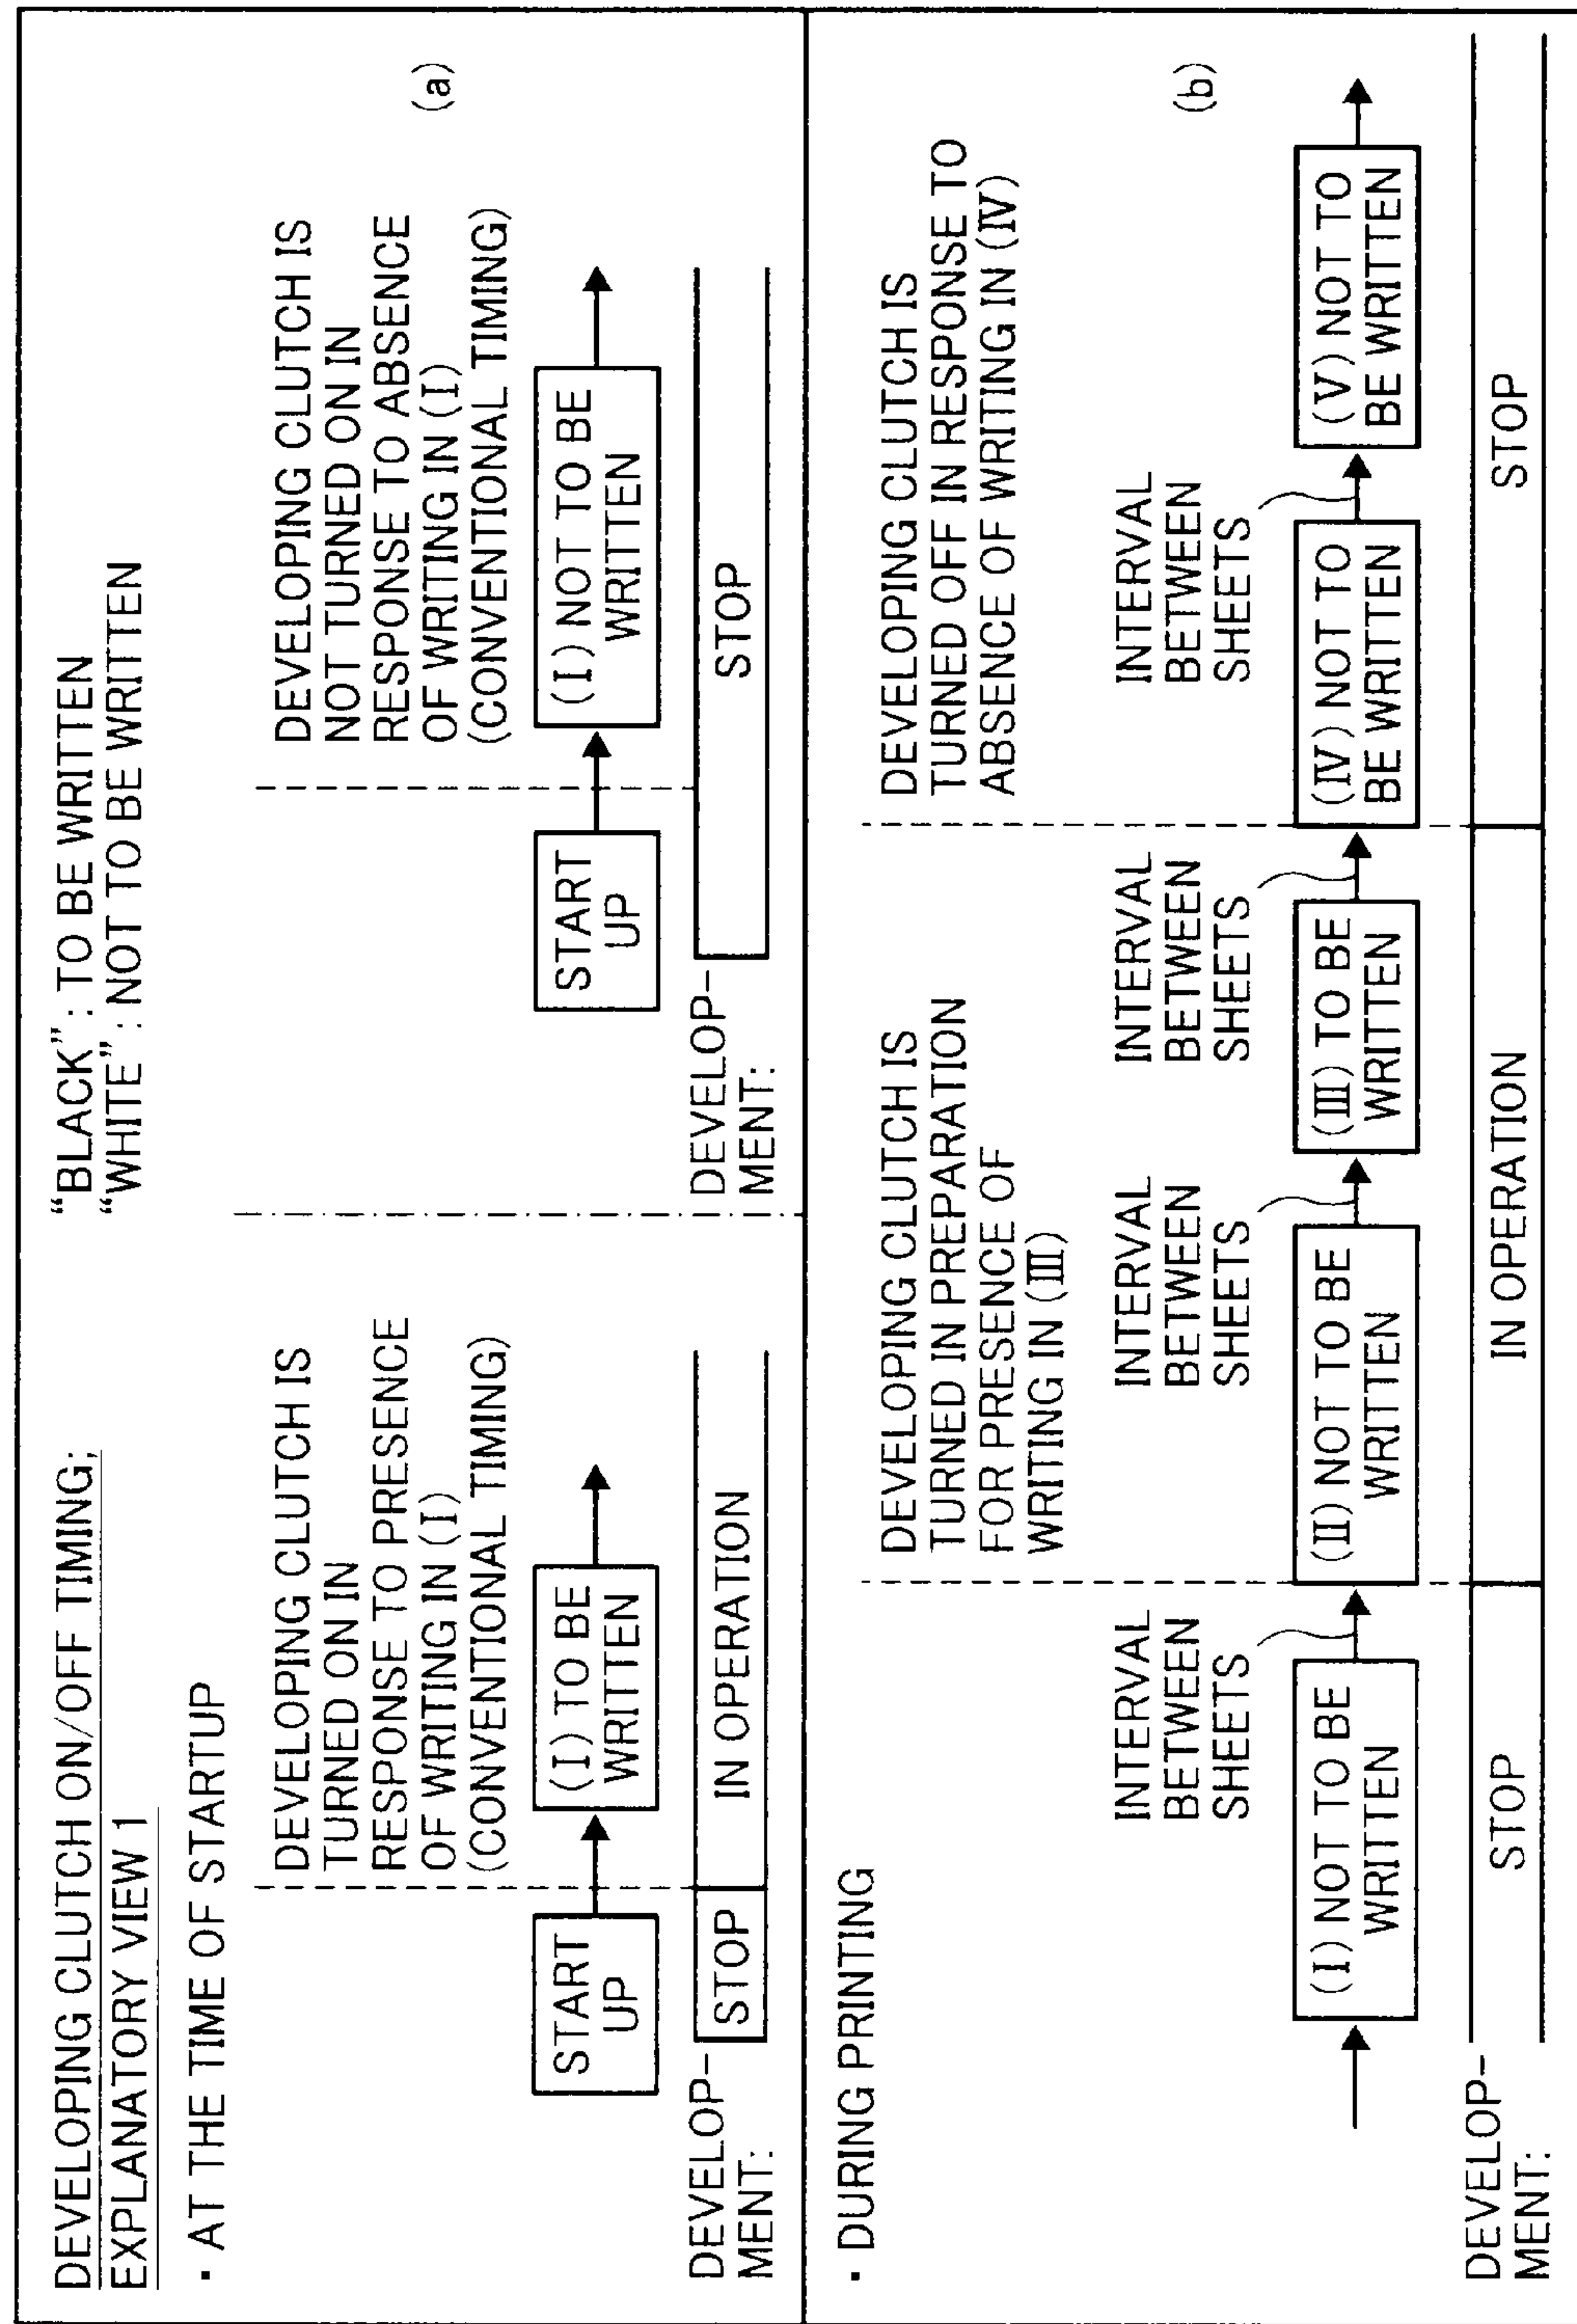 DEVELOPING CLUTCH ON/OFF TIMING;
EXPLANATORY VIEW 1
“BLACK”: TO BE WRITTEN
“WHITE”: NOT TO BE WRITTEN
· AT THE TIME OF STARTUP
DEVELOPING CLUTCH IS
TURNED ON IN
RESPONSE TO PRESENCE
OF WRITING IN (I)
(CONVENTIONAL TIMING)
START
UP
(I) TO BE
WRITTEN
DEVELOP-
MENT:
STOP
IN OPERATION
DEVELOPING CLUTCH IS
NOT TURNED ON IN
RESPONSE TO ABSENCE
OF WRITING IN (I)
(CONVENTIONAL TIMING)
(a)
START
UP
(I) NOT TO BE
WRITTEN
DEVELOP-
MENT:
STOP
· DURING PRINTING
DEVELOPING CLUTCH IS
TURNED IN PREPARATION
FOR PRESENCE OF
WRITING IN (III)
DEVELOPING CLUTCH IS
TURNED OFF IN RESPONSE TO
ABSENCE OF WRITING IN (IV)
(b)
INTERVAL
BETWEEN
SHEETS
INTERVAL
BETWEEN
SHEETS
INTERVAL
BETWEEN
SHEETS
INTERVAL
BETWEEN
SHEETS
(I) NOT TO BE
WRITTEN
(II) NOT TO BE
WRITTEN
(III) TO BE
WRITTEN
(IV) NOT TO
BE WRITTEN
(V) NOT TO
BE WRITTEN
DEVELOP-
MENT:
STOP
IN OPERATION
STOP